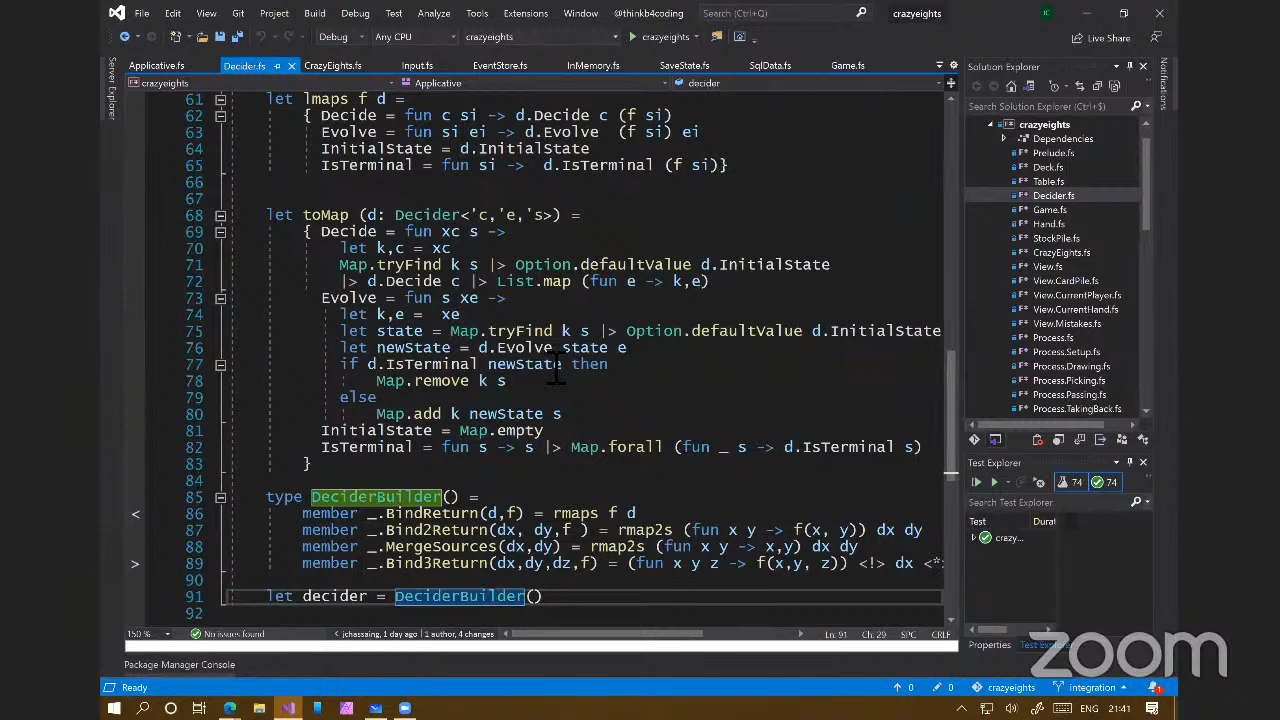 File Edit View Git Project Build Debug Test Analyze Tools Extensions Window @thinkb4coding Search (Ctrl+Q) crazyeights
Debug Any CPU crazyeights crazyeights Live Share
Server Explorer
Applicative.fs Decider.fs CrazyEights.fs Input.fs EventStore.fs InMemory.fs SaveState.fs SqlData.fs Game.fs
crazyeights Applicative decider
61 let lmaps f d =
62 { Decide = fun c si -> d.Decide c (f si)
63 Evolve = fun si ei -> d.Evolve (f si) ei
64 InitialState = d.InitialState
65 IsTerminal = fun si -> d.IsTerminal (f si)}
66
67
68 let toMap (d: Decider<'c,'e,'s>) =
69 { Decide = fun xc s ->
70 let k,c = xc
71 Map.tryFind k s |> Option.defaultValue d.InitialState
72 |> d.Decide c |> List.map (fun e -> k,e)
73 Evolve = fun s xe ->
74 let k,e = xe
75 let state = Map.tryFind k s |> Option.defaultValue d.InitialState
76 let newState = d.Evolve state e
77 if d.IsTerminal newState then
78 Map.remove k s
79 else
80 Map.add k newState s
81 InitialState = Map.empty
82 IsTerminal = fun s -> s |> Map.forall (fun _ s -> d.IsTerminal s)
83 }
84
85 type DeciderBuilder() =
86 member _.BindReturn(d,f) = rmaps f d
87 member _.Bind2Return(dx, dy,f ) = rmap2s (fun x y -> f(x, y)) dx dy
88 member _.MergeSources(dx,dy) = rmap2s (fun x y -> x,y) dx dy
89 member _.Bind3Return(dx,dy,dz,f) = (fun x y z -> f(x,y, z)) <!> dx <*
90
91 let decider = DeciderBuilder()
92
150 % No issues found jchassaing, 1 day ago | 1 author, 4 changes Ln: 91 Ch: 29 SPC CRLF
Package Manager Console
Solution Explorer
Search Solution Explorer (Ctrl+$)
crazyeights
Dependencies
Prelude.fs
Deck.fs
Table.fs
Decider.fs
Game.fs
Hand.fs
StockPile.fs
CrazyEights.fs
View.fs
View.CardPile.fs
View.CurrentPlayer.fs
View.CurrentHand.fs
View.Mistakes.fs
Process.fs
Process.Setup.fs
Process.Drawing.fs
Process.Picking.fs
Process.Passing.fs
Process.TakingBack.fs
Test Explorer
74 74
Search Test Explorer
Test Durat
crazy...
Properties Test Explorer
Notifications
zoom
Ready 0 0 crazyeights integration 1
ENG 21:41